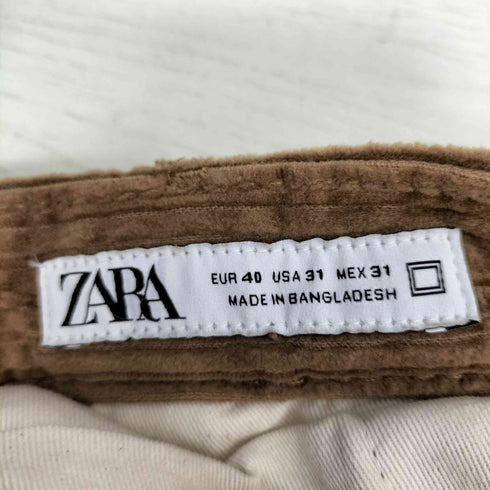 ZARA
EUR 40 USA 31 MEX 31
MADE IN BANGLADESH